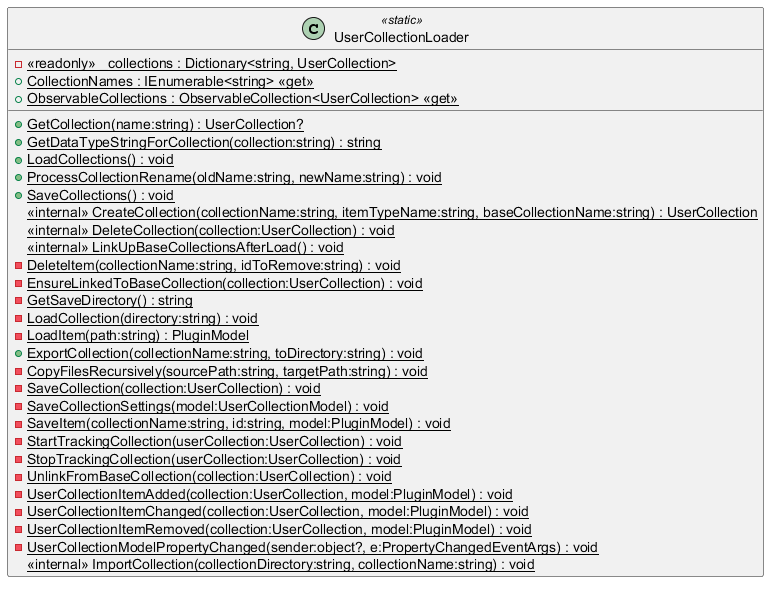 C
«static»
UserCollectionLoader
«readonly» _collections : Dictionary<string, UserCollection>
CollectionNames : IEnumerable<string> «get»
ObservableCollections : ObservableCollection<UserCollection> «get»
GetCollection(name:string) : UserCollection?
GetDataTypeStringForCollection(collection:string) : string
LoadCollections() : void
ProcessCollectionRename(oldName:string, newName:string) : void
SaveCollections() : void
«internal» CreateCollection(collectionName:string, itemTypeName:string, baseCollectionName:string) : UserCollection
«internal» DeleteCollection(collection:UserCollection) : void
«internal» LinkUpBaseCollectionsAfterLoad() : void
DeleteItem(collectionName:string, idToRemove:string) : void
EnsureLinkedToBaseCollection(collection:UserCollection) : void
GetSaveDirectory() : string
LoadCollection(directory:string) : void
LoadItem(path:string) : PluginModel
ExportCollection(collectionName:string, toDirectory:string) : void
CopyFilesRecursively(sourcePath:string, targetPath:string) : void
SaveCollection(collection:UserCollection) : void
SaveCollectionSettings(model:UserCollectionModel) : void
SaveItem(collectionName:string, id:string, model:PluginModel) : void
StartTrackingCollection(userCollection:UserCollection) : void
StopTrackingCollection(userCollection:UserCollection) : void
UnlinkFromBaseCollection(collection:UserCollection) : void
UserCollectionItemAdded(collection:UserCollection, model:PluginModel) : void
UserCollectionItemChanged(collection:UserCollection, model:PluginModel) : void
UserCollectionItemRemoved(collection:UserCollection, model:PluginModel) : void
UserCollectionModelPropertyChanged(sender:object?, e:PropertyChangedEventArgs) : void
«internal» ImportCollection(collectionDirectory:string, collectionName:string) : void